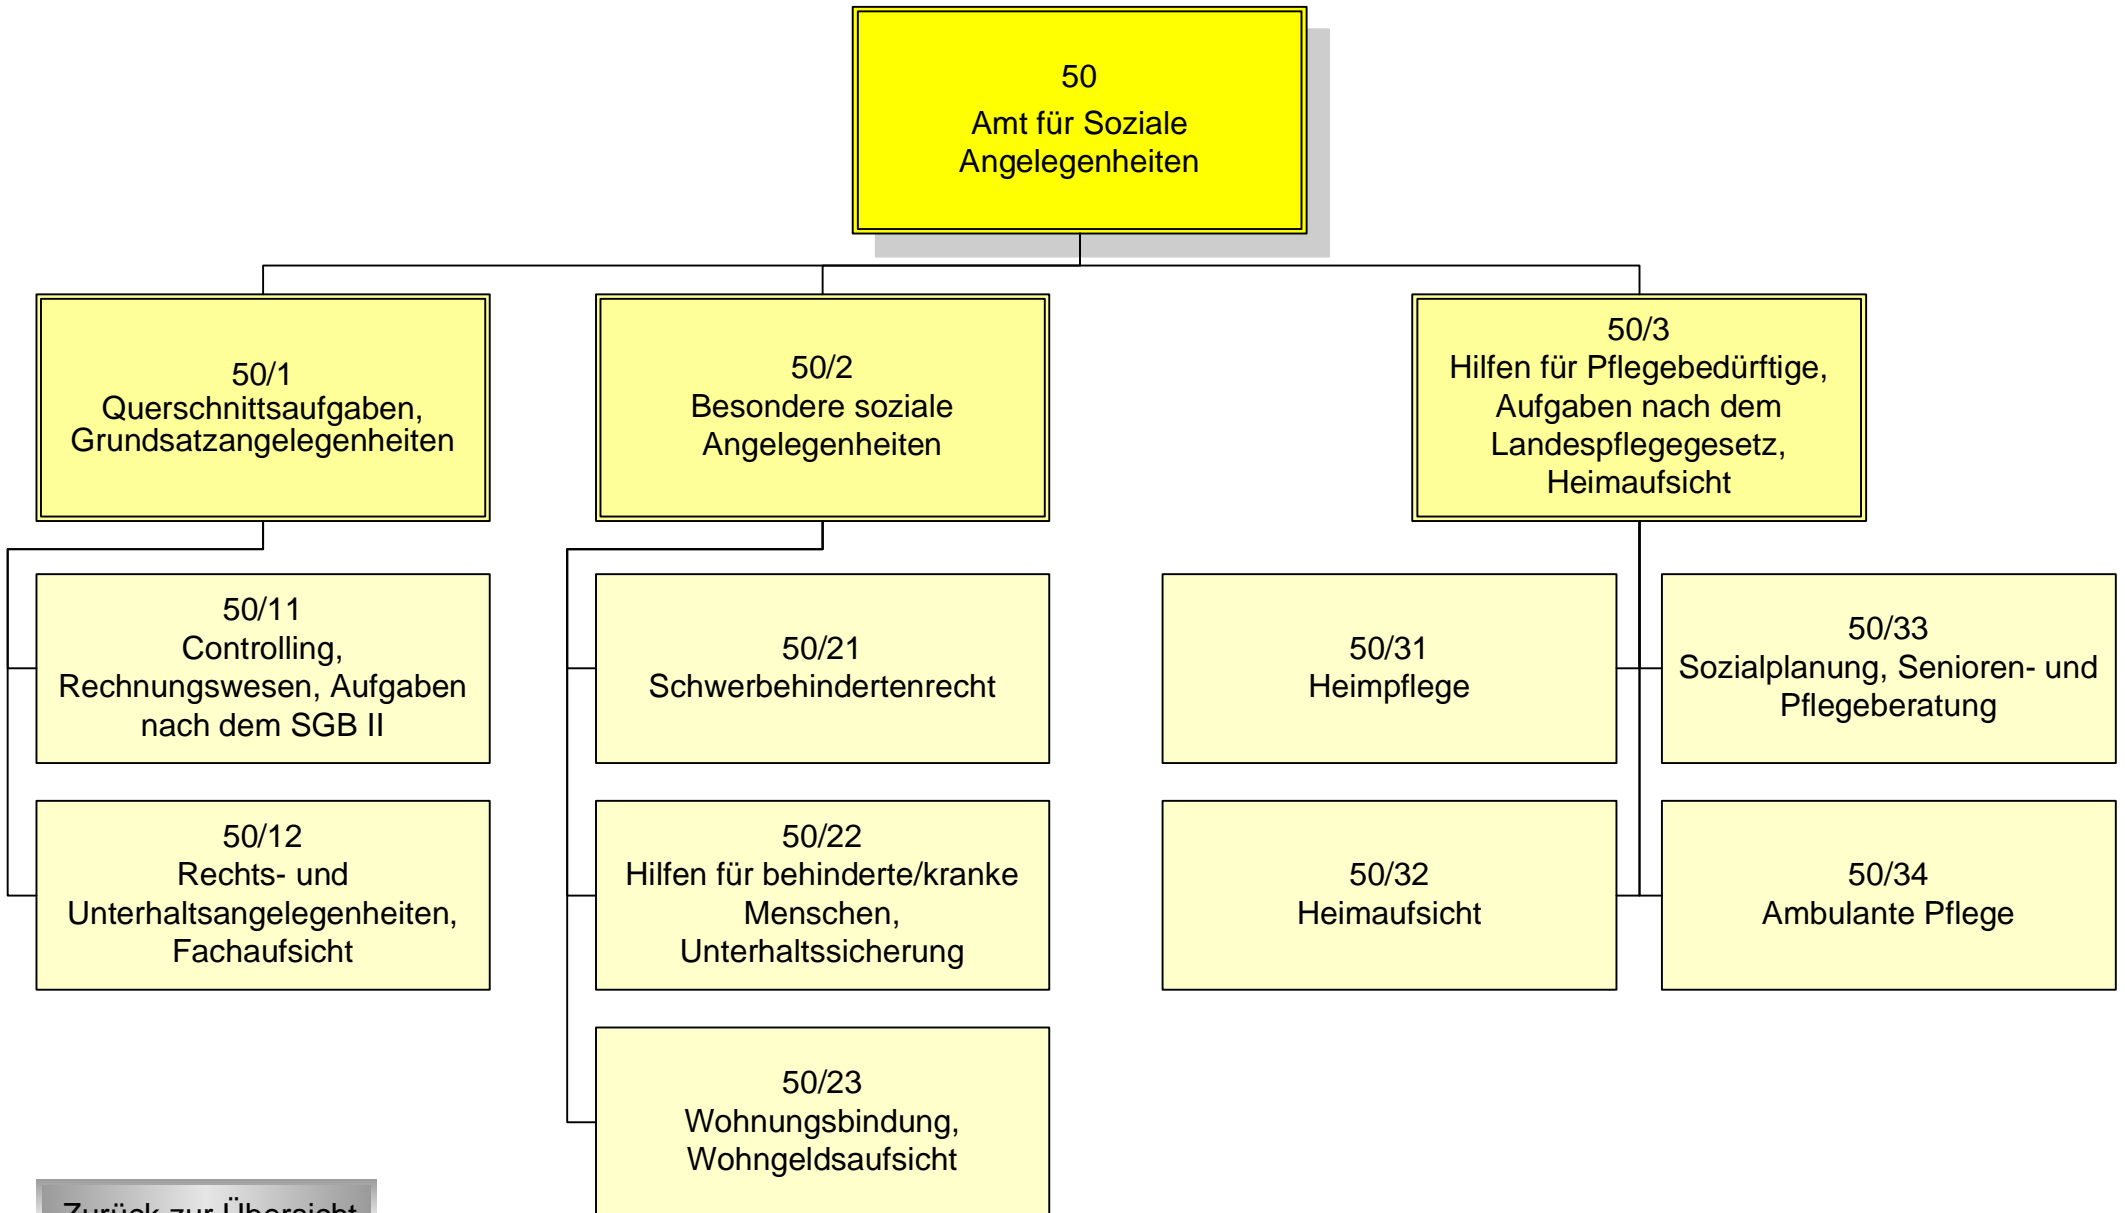 50
Amt für Soziale
Angelegenheiten
50/1
Querschnittsaufgaben,
Grundsatzangelegenheiten
50/2
Besondere soziale
Angelegenheiten
50/3
Hilfen für Pflegebedürftige,
Aufgaben nach dem
Landespflegegesetz,
Heimaufsicht
50/11
Controlling,
Rechnungswesen, Aufgaben
nach dem SGB II
50/21
Schwerbehindertenrecht
50/31
Heimpflege
50/33
Sozialplanung, Senioren- und
Pflegeberatung
50/12
Rechts- und
Unterhaltsangelegenheiten,
Fachaufsicht
50/22
Hilfen für behinderte/kranke
Menschen,
Unterhaltssicherung
50/32
Heimaufsicht
50/34
Ambulante Pflege
50/23
Wohnungsbindung,
Wohngeldsaufsicht
Zurück zur Übersicht